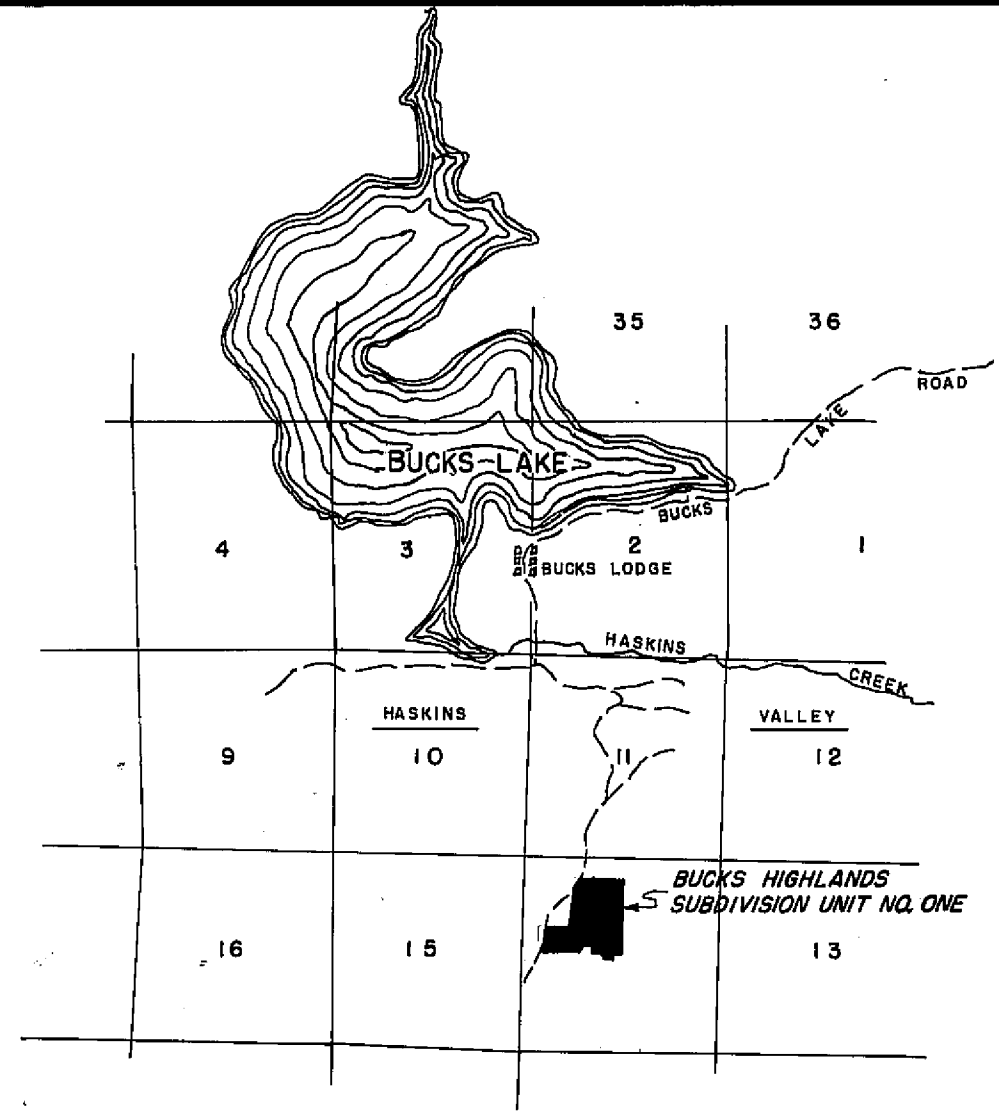 35
36
ROAD
LAKE
BUCKS LAKE
BUCKS
4
3
2
1
BUCKS LODGE
HASKINS
CREEK
HASKINS
VALLEY
9
10
11
12
BUCKS HIGHLANDS
SUBDIVISION UNIT NO. ONE
16
15
13